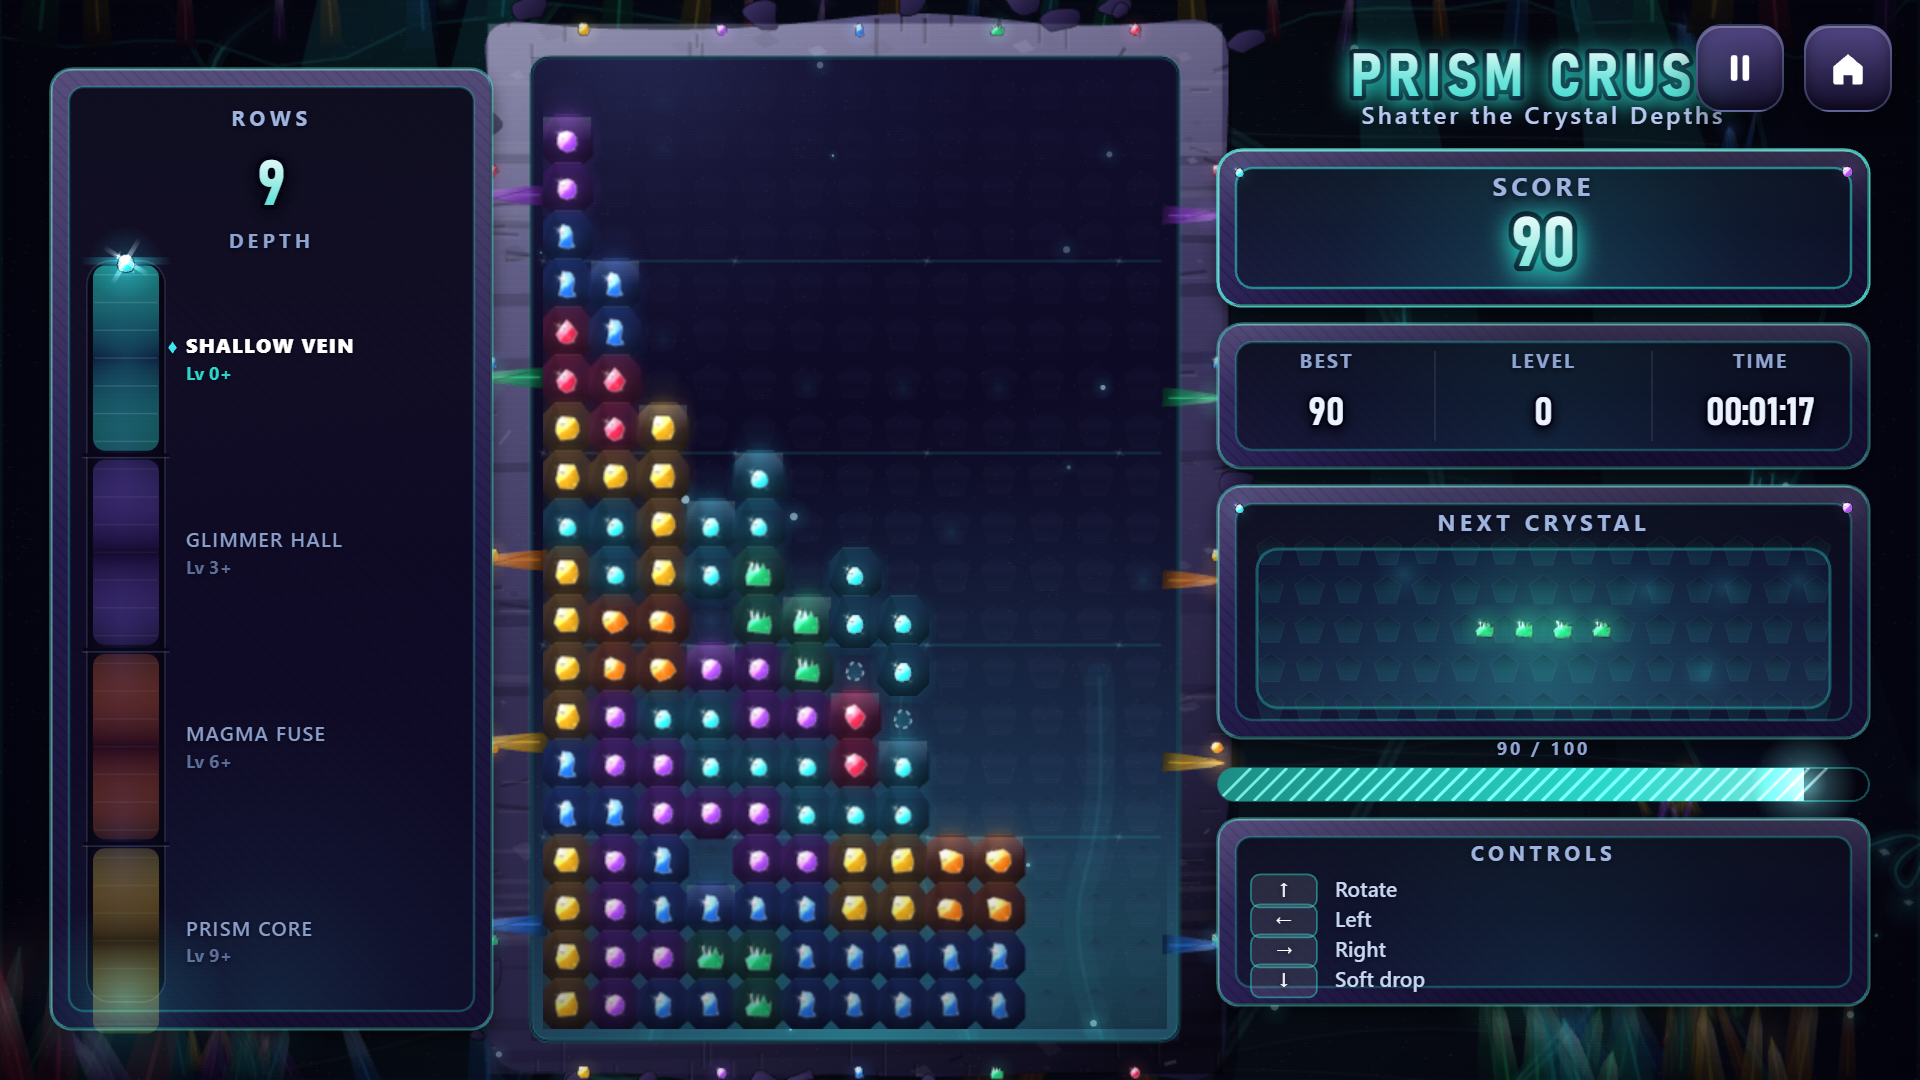 ROWS
9
DEPTH
SHALLOW VEIN
Lv 0+
GLIMMER HALL
Lv 3+
MAGMA FUSE
Lv 6+
PRISM CORE
Lv 9+
PRISM CRUS
Shatter the Crystal Depths
SCORE
90
BEST
LEVEL
TIME
90
0
00:01:17
NEXT CRYSTAL
90 / 100
CONTROLS
↑ Rotate
← Left
→ Right
↓ Soft drop